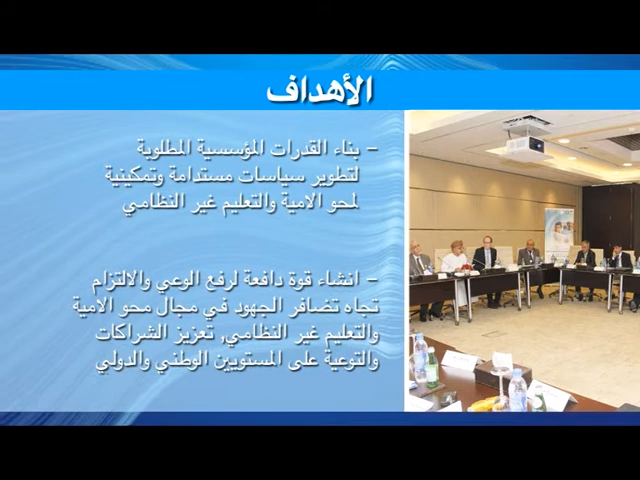 الأهداف
– بناء القدرات المؤسسية المطلوبة
لتطوير سياسات مستدامة وتمكينية
لمحو الامية والتعليم غير النظامي
– انشاء قوة دافعة لرفع الوعي والالتزام
تجاه تضافر الجهود في مجال محو الامية
والتعليم غير النظامي, تعزيز الشراكات
والتوعية على المستويين الوطني والدولي